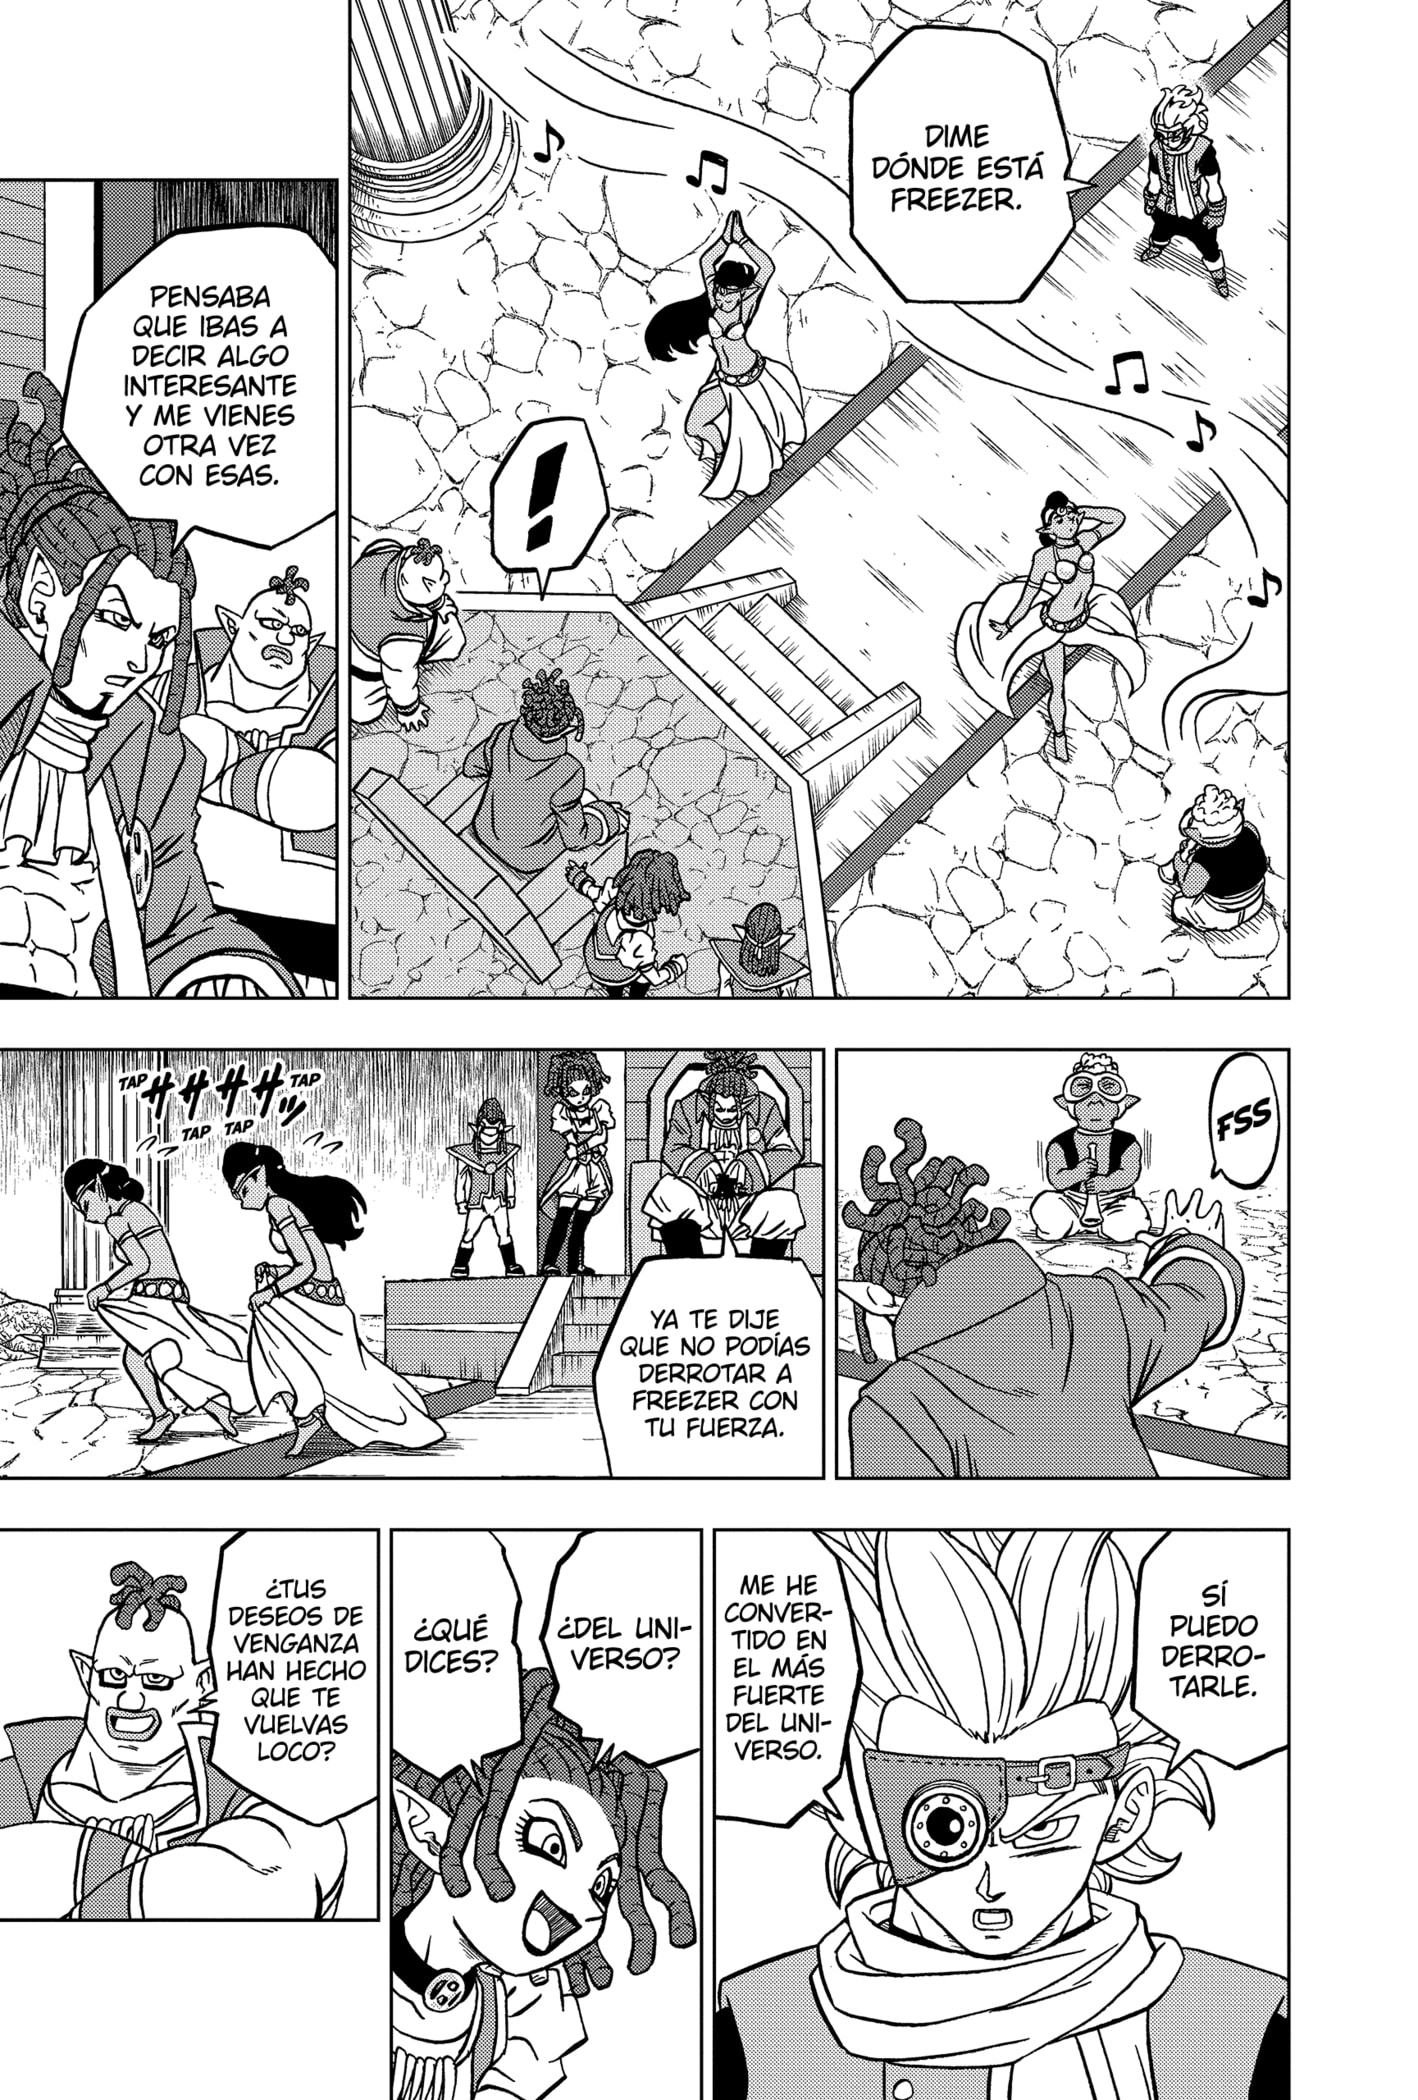 DIME
DÓNDE ESTÁ
FREEZER.
!
PENSABA
QUE IBAS A
DECIR ALGO
INTERESANTE
Y ME VIENES
OTRA VEZ
CON ESAS.
FSS
TAP
ササササッ
TAP
TAP
TAP
YA TE DIJE
QUE NO PODÍAS
DERROTAR A
FREEZER CON
TU FUERZA.
SÍ
PUEDO
DERRO-
TARLE.
ME HE
CONVER-
TIDO EN
EL MÁS
FUERTE
DEL UNI-
VERSO.
¿DEL UNI-
VERSO?
¿QUÉ
DICES?
¿TUS
DESEOS DE
VENGANZA
HAN HECHO
QUE TE
VUELVAS
LOCO?